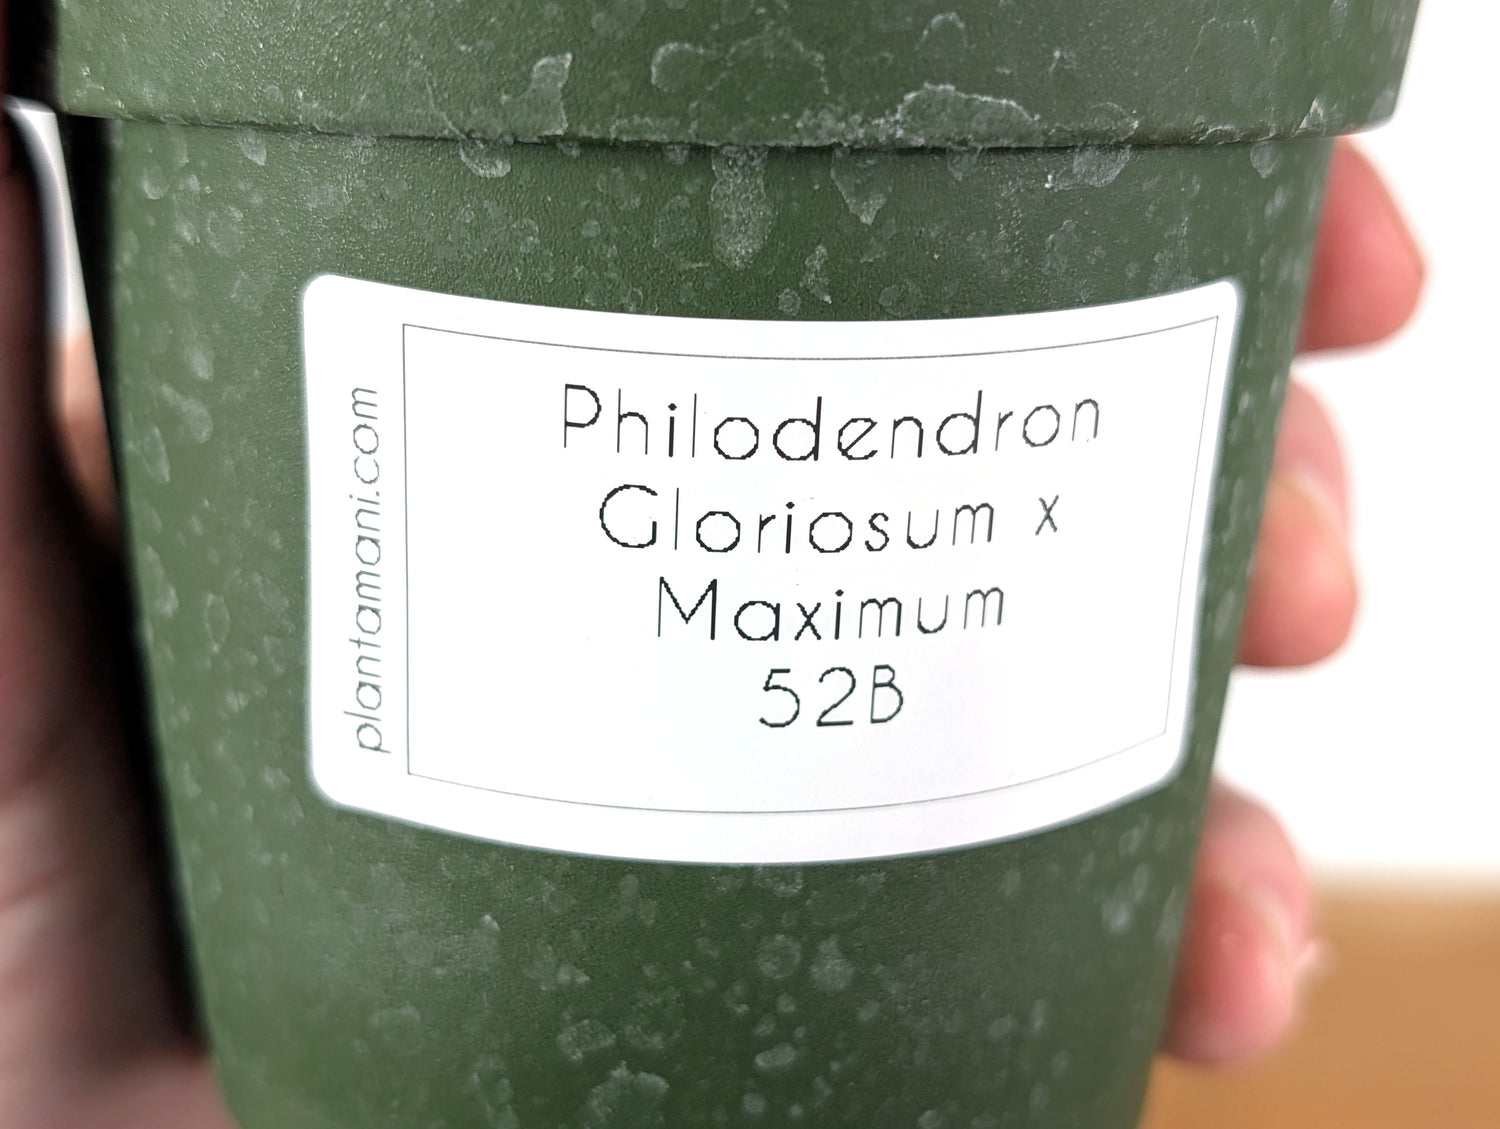 plantamani.com
Philodendron
Gloriosum x
Maximum
52B